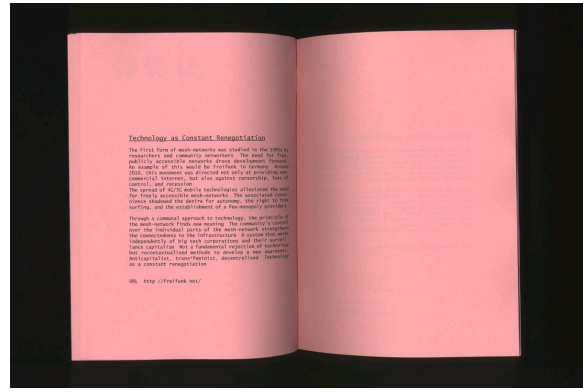 Technology as Constant Renegotiation
The first form of mesh-networks was studied in the 1990s by
researchers and community networkers The need for free,
publicly accessible networks drove development forward
An example of this would be Freifunk in Germany Around
2010, this movement was directed not only at providing non-
commercial internet, but also against censorship, loss of
control, and recession
The spread of 4G/5G mobile technologies alleviated the need
for freely accessible mesh-networks The associated conve-
nience shadowed the desire for autonomy, the right to free
surfing, and the establishment of a few monopoly providers
Through a communal approach to technology, the principle of
the mesh-network finds new meaning The community's control
over the individual parts of the mesh-network strengthens
the connectedness to the infrastructure A system that works
independently of big tech corporations and their surveil-
lance capitalism Not a fundamental rejection of technology
but recontextualised methods to develop a new awareness
Anticapitalist, trans*feminist, decentralised Technology
as a constant renegotiation
URL http //freifunk net/